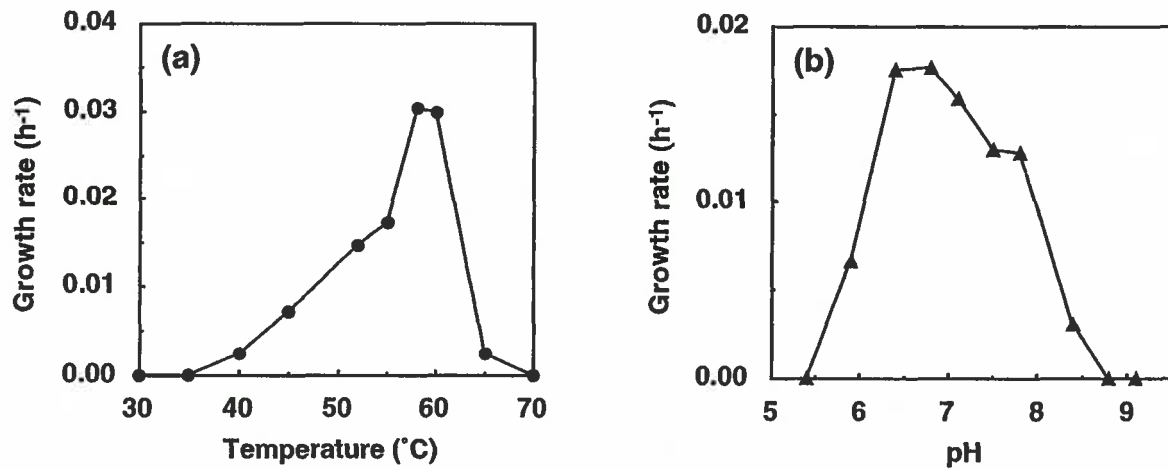 (a)
Growth rate (h-1)
0.04
0.03
0.02
0.01
0.00
30 40 50 60 70
Temperature (˚C)
(b)
Growth rate (h-1)
0.02
0.01
0.00
5 6 7 8 9
pH